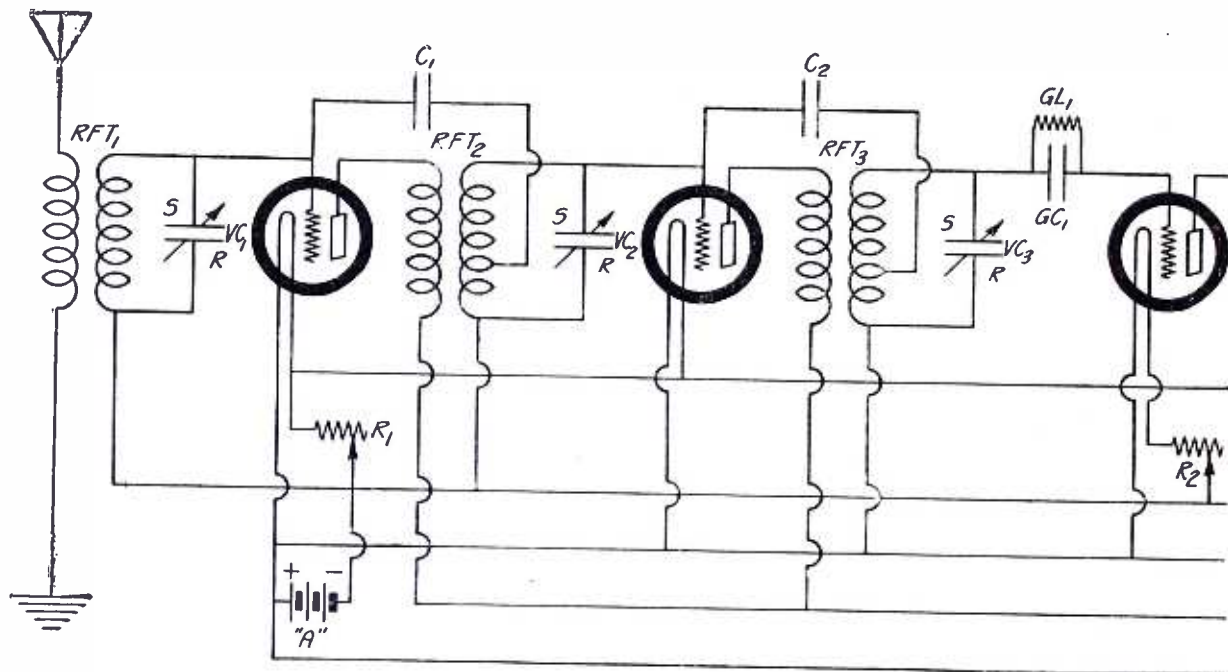 C1
C2
GL1
RFT1
RFT2
RFT3
S
VC1
R
S
VC2
R
GC1
S
VC3
R
R1
R2
+ -
"A"